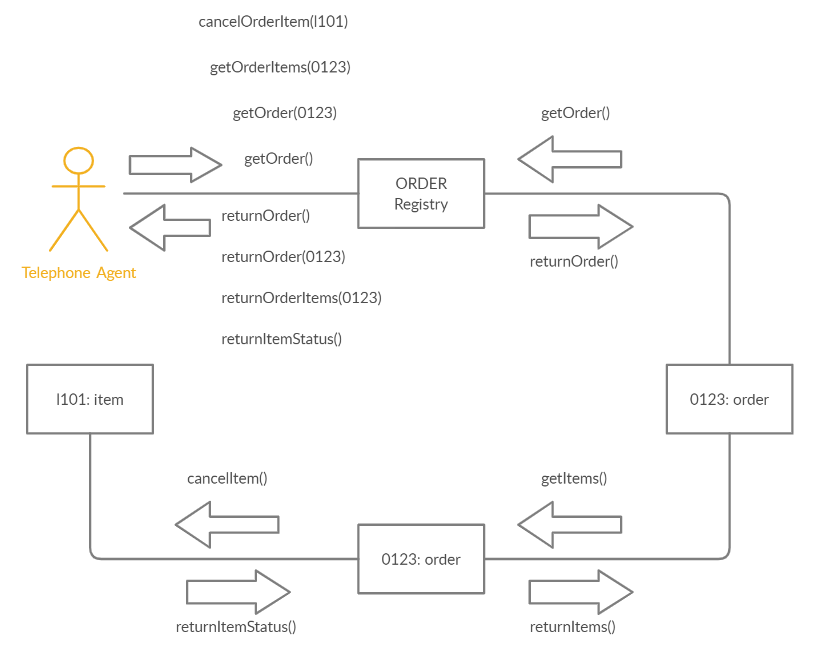 cancelOrderItem(I101)
getOrderItems(0123)
getOrder(0123)
getOrder()
getOrder()
ORDER
Registry
returnOrder()
returnOrder(0123)
returnOrderItems(0123)
returnItemStatus()
returnOrder()
Telephone Agent
I101: item
0123: order
cancelItem()
getItems()
0123: order
returnItemStatus()
returnItems()